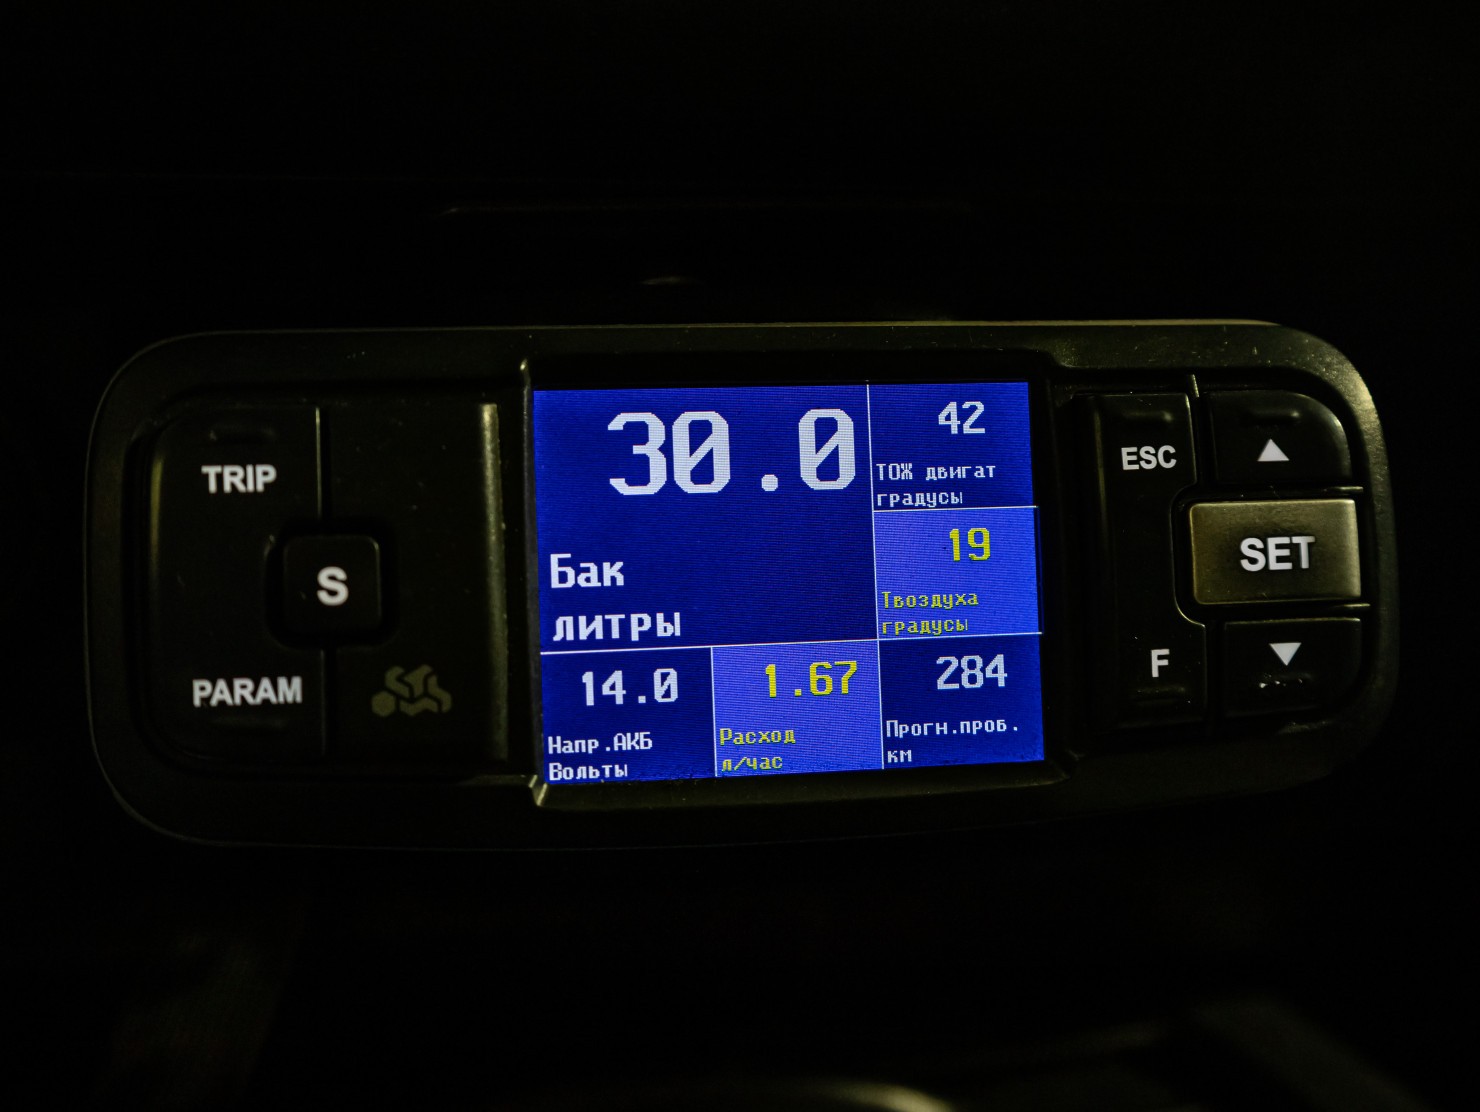 TRIP
S
PARAM
30.0
Бак
литры
42
ТОЖ двигат
градусы
19
Твоздуха
градусы
14.0
Напр.АКБ
Вольты
1.67
Расход
л/час
284
Прогн.проб.
км
ESC
SET
F